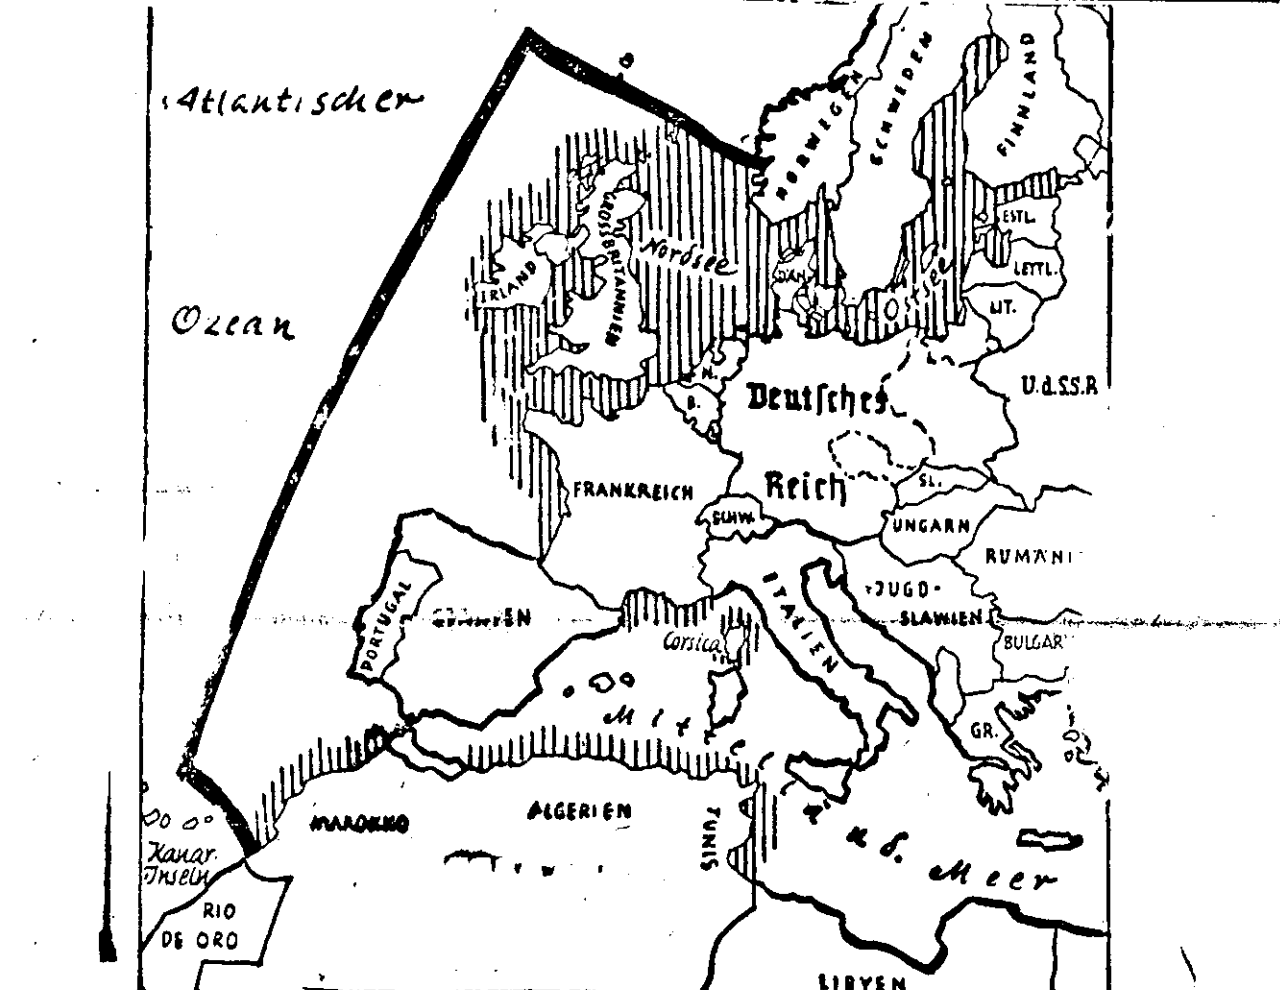 Atlantischer
Ozean
NORWEGEN
SCHWEDEN
FINNLAND
ESTL.
LETTL.
LIT.
U.d.S.S.R
GROSSBRITANNIEN
IRLAND
Nordsee
DÄN.
Ostsee
N.
B.
Deutsches
Reich
FRANKREICH
SCHW.
SL.
UNGARN
RUMÄNI
JUGO-
SLAWIEN
BULGAR
ITALIEN
PORTUGAL
Corsica
GR.
Mittelländ. Meer
MAROKKO
ALGERIEN
TUNIS
Kanar.
Inseln
RIO
DE ORO
LIBYEN